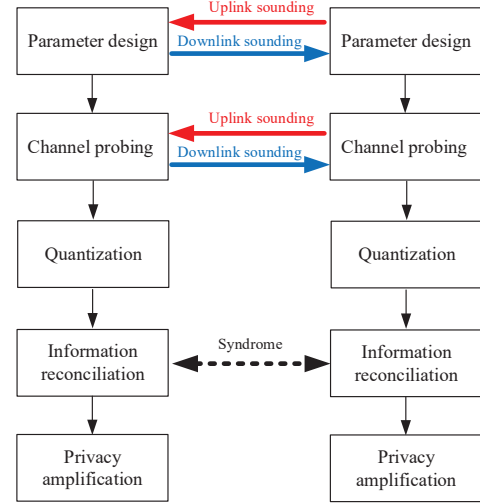 Uplink sounding
Parameter design
Downlink sounding
Parameter design
Uplink sounding
Channel probing
Downlink sounding
Channel probing
Quantization
Quantization
Syndrome
Information
reconciliation
Information
reconciliation
Privacy
amplification
Privacy
amplification